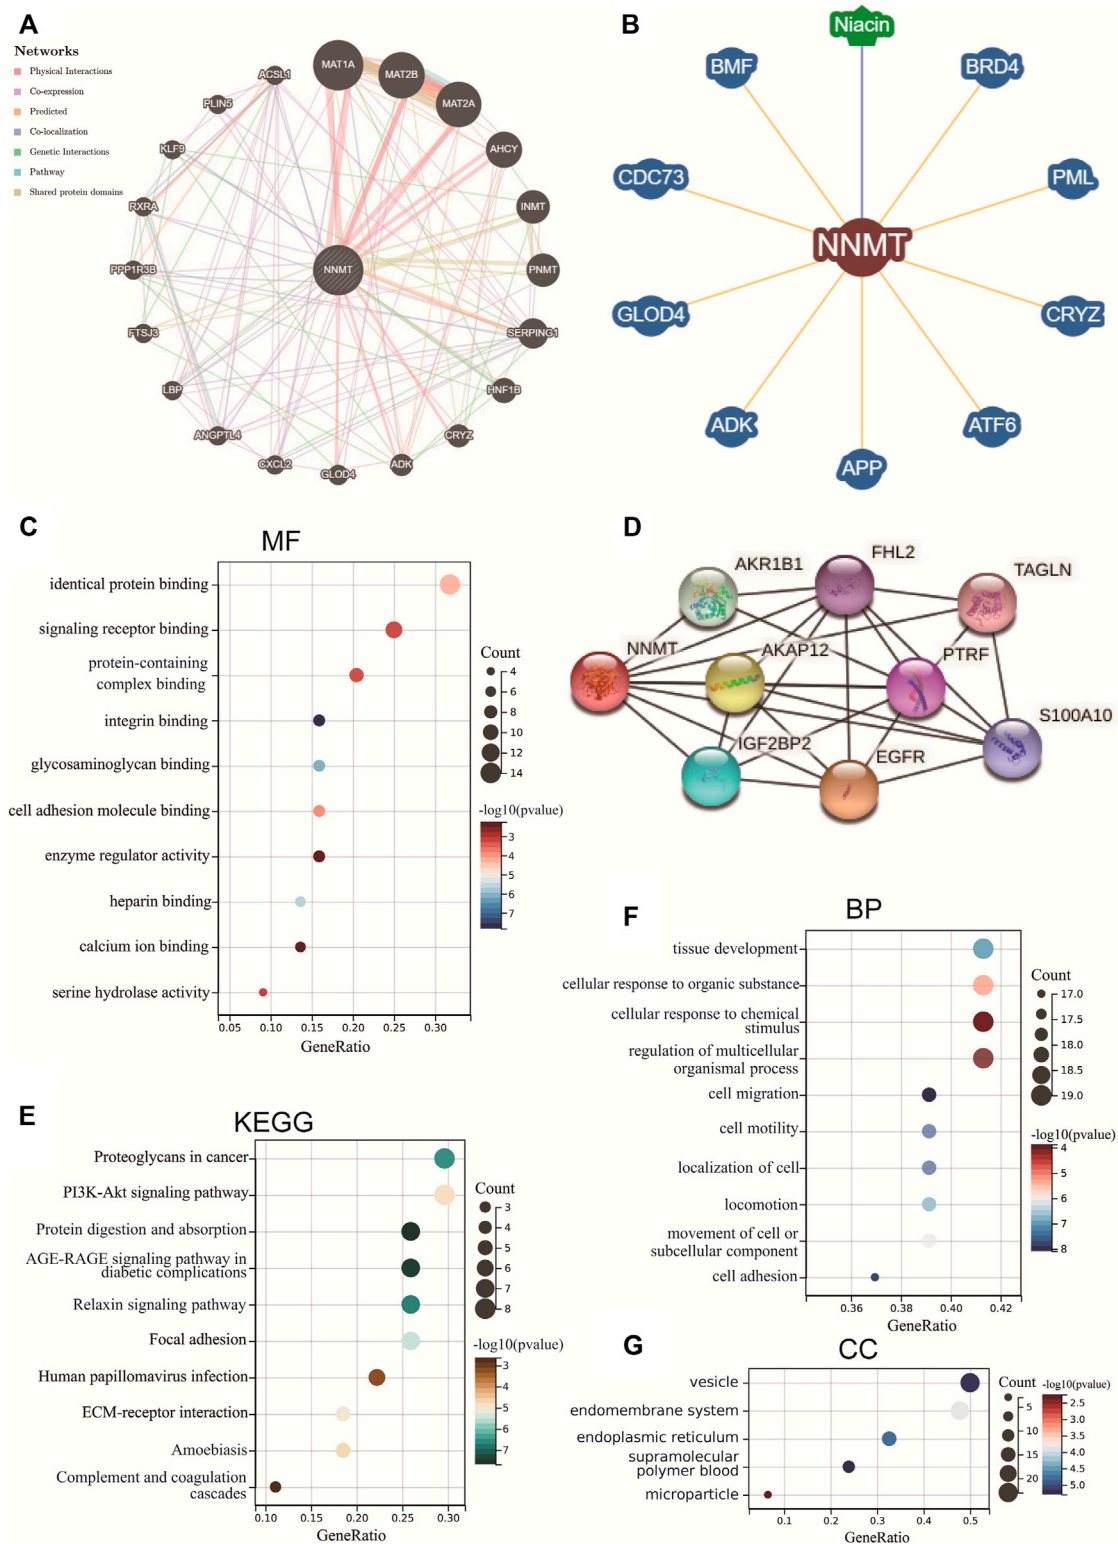 A
Networks
Physical Interactions
Co-expression
Predicted
Co-localization
Genetic Interactions
Pathway
Shared protein domains
MAT1A
MAT2B
MAT2A
AHCY
INMT
PNMT
SERPING1
HNF1B
CRYZ
ADK
GLOD4
CXCL2
ANGPTL4
LBP
FTSJ3
PPP1R3B
RXRA
KLF9
PLIN5
ACSL1
NNMT
B
Niacin
BMF
BRD4
CDC73
PML
NNMT
GLOD4
CRYZ
ADK
ATF6
APP
C
MF
identical protein binding
signaling receptor binding
protein-containing
complex binding
integrin binding
glycosaminoglycan binding
cell adhesion molecule binding
enzyme regulator activity
heparin binding
calcium ion binding
serine hydrolase activity
0.05 0.10 0.15 0.20 0.25 0.30
GeneRatio
Count
4
6
8
10
12
14
-log10(pvalue)
3
4
5
6
7
D
AKR1B1
FHL2
TAGLN
NNMT
AKAP12
PTRF
S100A10
IGF2BP2
EGFR
E
KEGG
Proteoglycans in cancer
PI3K-Akt signaling pathway
Protein digestion and absorption
AGE-RAGE signaling pathway in
diabetic complications
Relaxin signaling pathway
Focal adhesion
Human papillomavirus infection
ECM-receptor interaction
Amoebiasis
Complement and coagulation
cascades
0.10 0.15 0.20 0.25 0.30
GeneRatio
Count
3
4
5
6
7
8
-log10(pvalue)
3
4
5
6
7
F
BP
tissue development
cellular response to organic substance
cellular response to chemical
stimulus
regulation of multicellular
organismal process
cell migration
cell motility
localization of cell
locomotion
movement of cell or
subcellular component
cell adhesion
0.36 0.38 0.40 0.42
GeneRatio
Count
17.0
17.5
18.0
18.5
19.0
-log10(pvalue)
4
5
6
7
8
G
CC
vesicle
endomembrane system
endoplasmic reticulum
supramolecular
polymer blood
microparticle
0.1 0.2 0.3 0.4 0.5
GeneRatio
Count
5
10
15
20
-log10(pvalue)
2.5
3.0
3.5
4.0
4.5
5.0